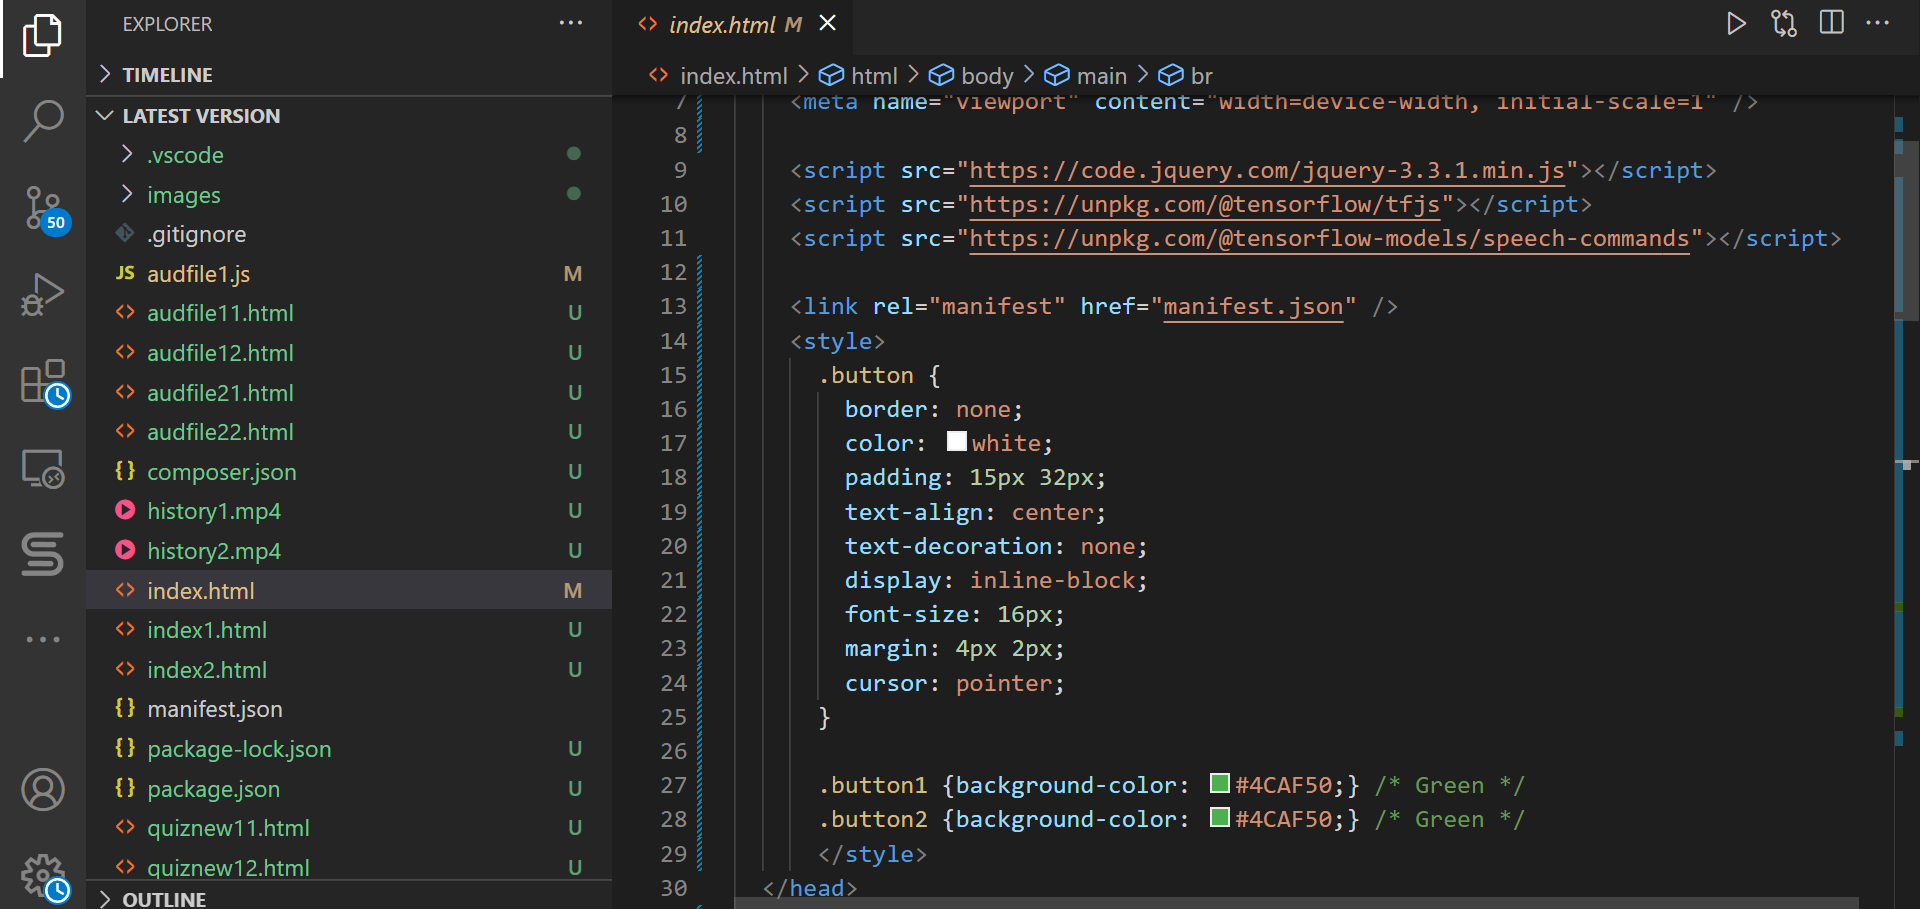 EXPLORER
TIMELINE
LATEST VERSION
.vscode
images
.gitignore
JS audfile1.js M
audfile11.html U
audfile12.html U
audfile21.html U
audfile22.html U
{} composer.json U
history1.mp4 U
history2.mp4 U
index.html M
index1.html U
index2.html U
{} manifest.json
{} package-lock.json U
{} package.json U
quiznew11.html U
quiznew12.html U
OUTLINE
50
index.html M
index.html > html > body > main > br
7 <meta name="viewport" content="width=device-width, initial-scale=1" />
8
9 <script src="https://code.jquery.com/jquery-3.3.1.min.js"></script>
10 <script src="https://unpkg.com/@tensorflow/tfjs"></script>
11 <script src="https://unpkg.com/@tensorflow-models/speech-commands"></script>
12
13 <link rel="manifest" href="manifest.json" />
14 <style>
15 .button {
16 border: none;
17 color: white;
18 padding: 15px 32px;
19 text-align: center;
20 text-decoration: none;
21 display: inline-block;
22 font-size: 16px;
23 margin: 4px 2px;
24 cursor: pointer;
25 }
26
27 .button1 {background-color: #4CAF50;} /* Green */
28 .button2 {background-color: #4CAF50;} /* Green */
29 </style>
30 </head>